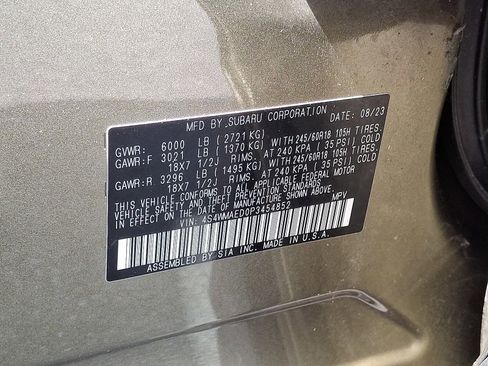 MFD BY SUBARU CORPORATION DATE: 08/23
GVWR: 6000 LB (2721 KG)
GAWR:F 3021 LB (1370 KG) WITH 245/60R18 105H TIRES.
18X7 1/2J RIMS. AT 240 KPA (35 PSI) COLD
GAWR:R 3296 LB (1495 KG) WITH 245/60R18 105H TIRES.
18X7 1/2J RIMS. AT 240 KPA (35 PSI) COLD
THIS VEHICLE CONFORMS TO ALL APPLICABLE FEDERAL MOTOR
VEHICLE SAFETY AND THEFT PREVENTION STANDARDS
IN EFFECT ON THE DATE OF MANUFACTURE SHOWN ABOVE.
VIN: 4S4WMAED0P3454852 MPV
ASSEMBLED BY SIA INC. MADE IN U.S.A.